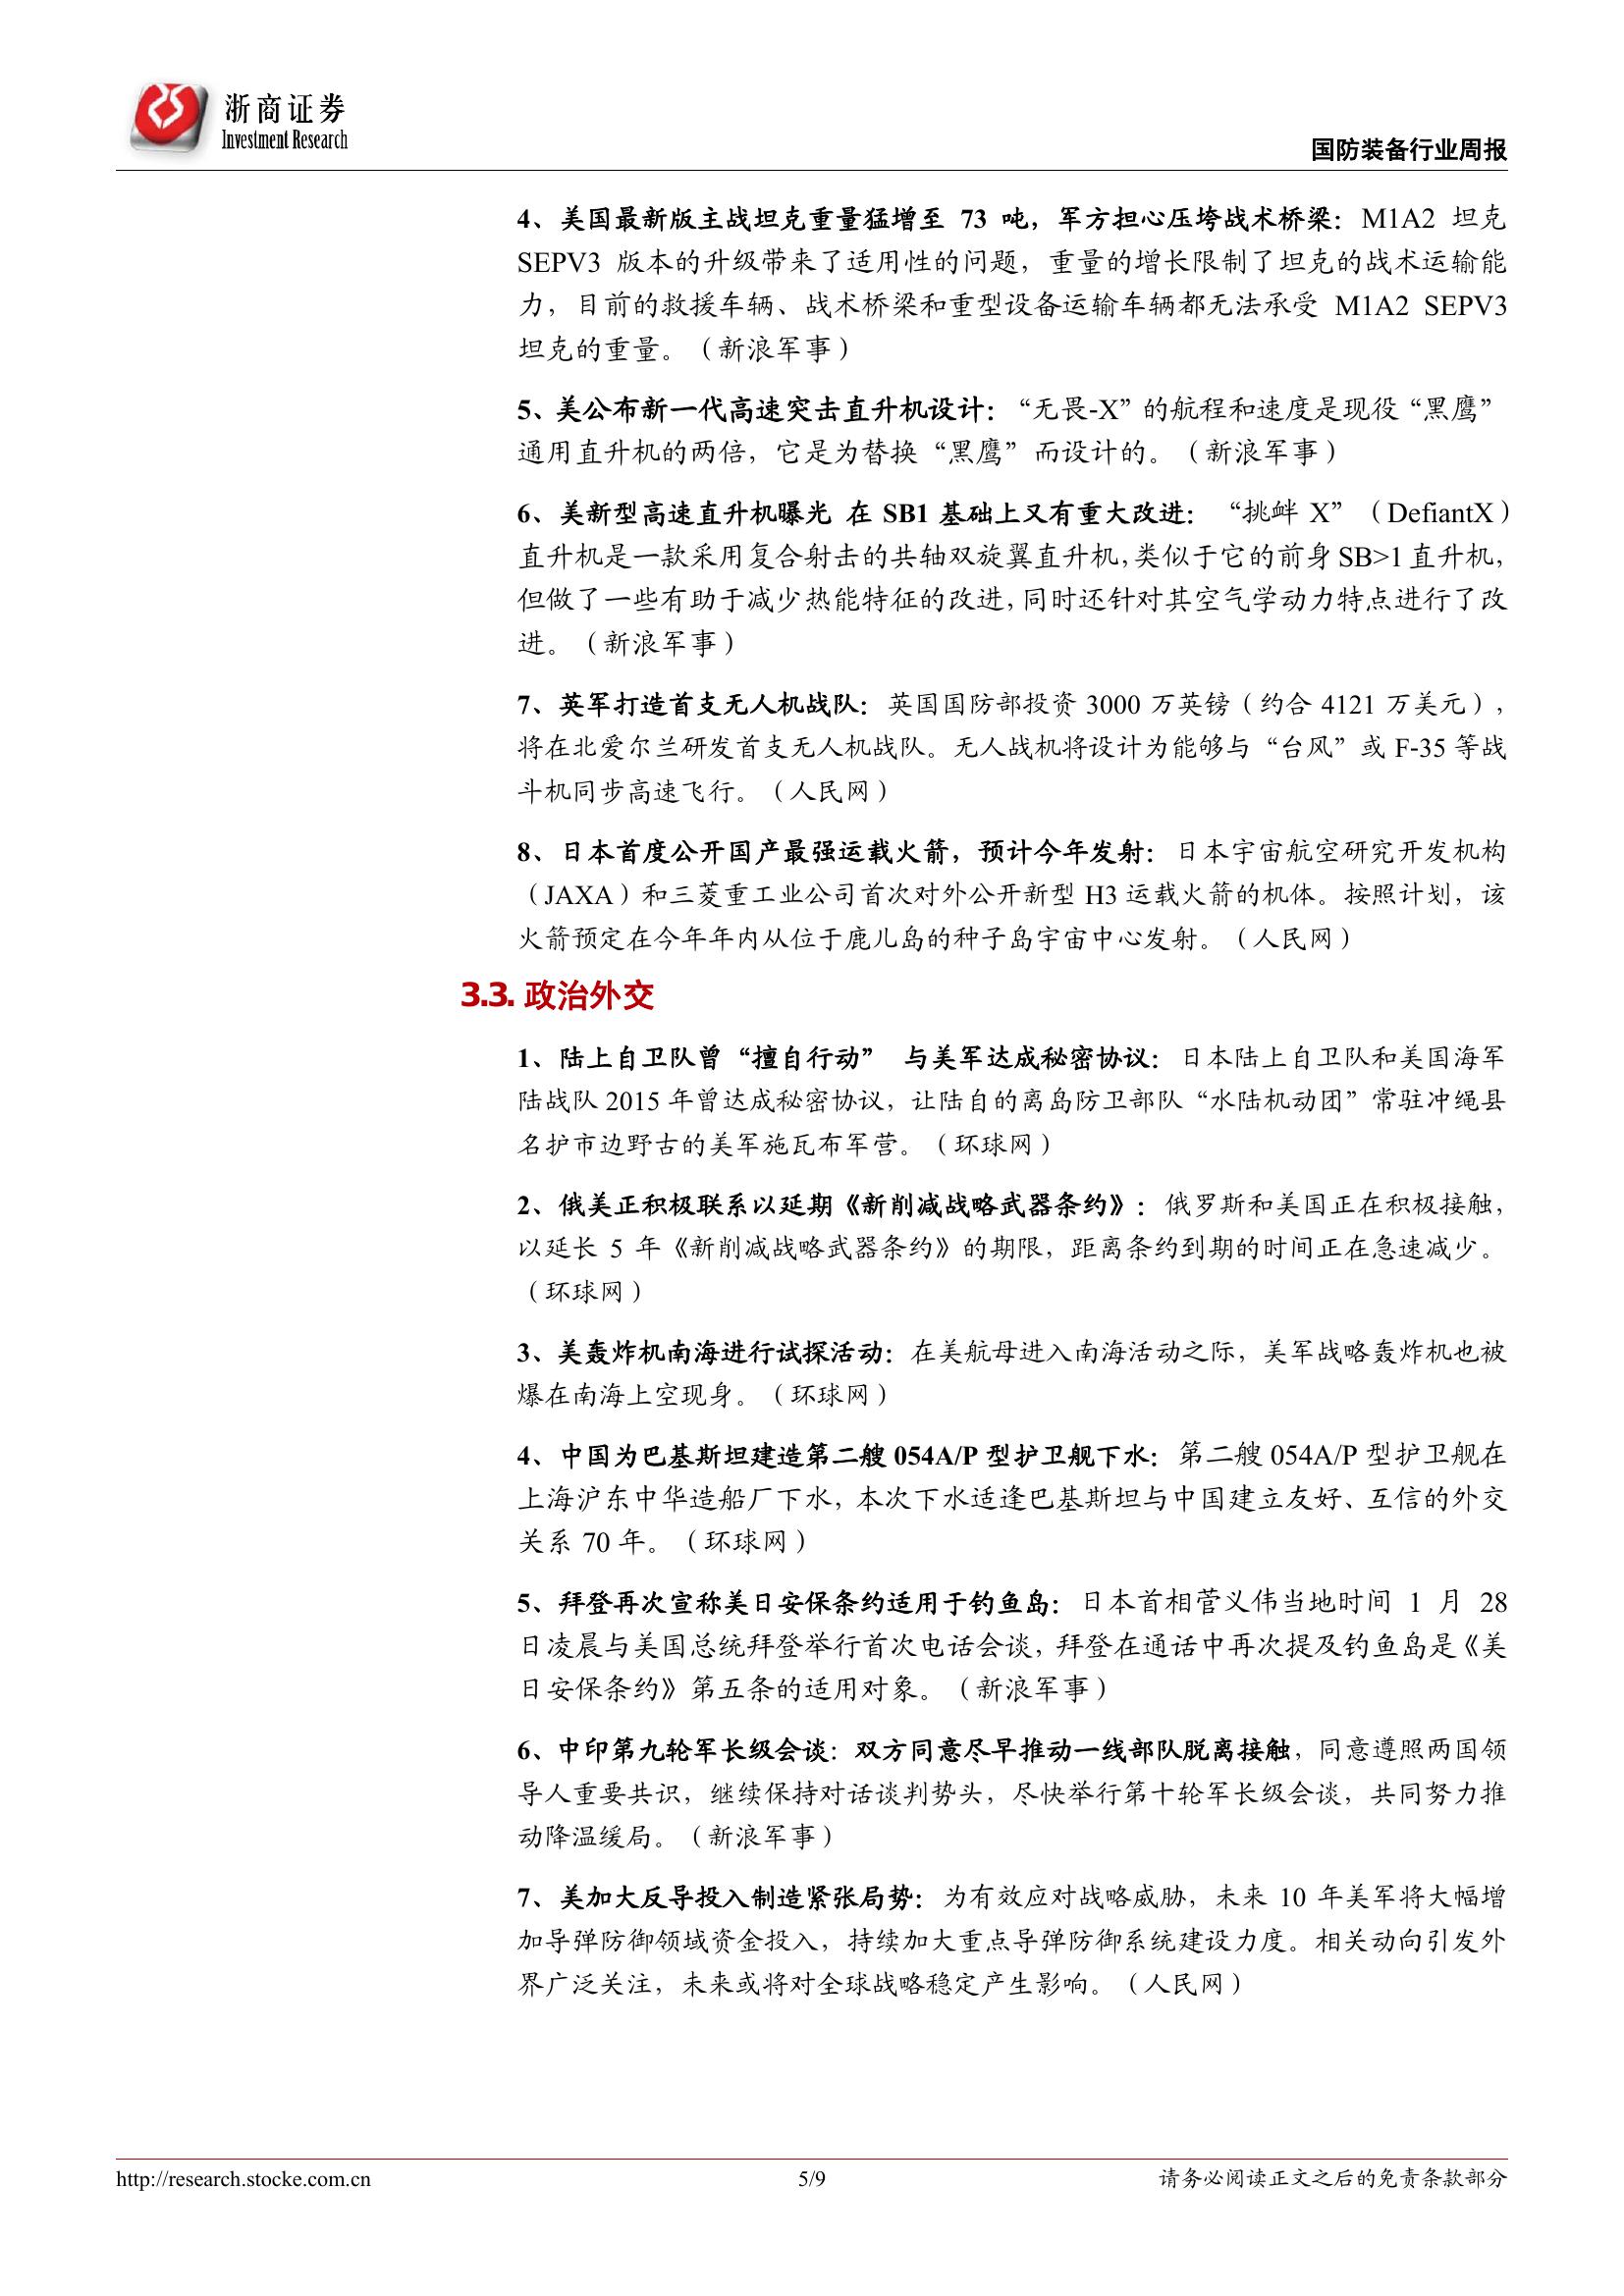 浙商证券
Investment Research
国防装备行业周报
4、美国最新版主战坦克重量猛增至 73 吨，军方担心压垮战术桥梁：M1A2 坦克
SEPV3 版本的升级带来了适用性的问题，重量的增长限制了坦克的战术运输能
力，目前的救援车辆、战术桥梁和重型设备运输车辆都无法承受 M1A2 SEPV3
坦克的重量。（新浪军事）
5、美公布新一代高速突击直升机设计：“无畏-X”的航程和速度是现役“黑鹰”
通用直升机的两倍，它是为替换“黑鹰”而设计的。（新浪军事）
6、美新型高速直升机曝光 在 SB1 基础上又有重大改进：“挑衅 X”（DefiantX）
直升机是一款采用复合射击的共轴双旋翼直升机，类似于它的前身 SB>1 直升机，
但做了一些有助于减少热能特征的改进，同时还针对其空气学动力特点进行了改
进。（新浪军事）
7、英军打造首支无人机战队：英国国防部投资 3000 万英镑（约合 4121 万美元），
将在北爱尔兰研发首支无人机战队。无人战机将设计为能够与“台风”或 F-35 等战
斗机同步高速飞行。（人民网）
8、日本首度公开国产最强运载火箭，预计今年发射：日本宇宙航空研究开发机构
（JAXA）和三菱重工业公司首次对外公开新型 H3 运载火箭的机体。按照计划，该
火箭预定在今年年内从位于鹿儿岛的种子岛宇宙中心发射。（人民网）
3.3. 政治外交
1、陆上自卫队曾“擅自行动” 与美军达成秘密协议：日本陆上自卫队和美国海军
陆战队 2015 年曾达成秘密协议，让陆自的离岛防卫部队“水陆机动团”常驻冲绳县
名护市边野古的美军施瓦布军营。（环球网）
2、俄美正积极联系以延期《新削减战略武器条约》：俄罗斯和美国正在积极接触，
以延长 5 年《新削减战略武器条约》的期限，距离条约到期的时间正在急速减少。
（环球网）
3、美轰炸机南海进行试探活动：在美航母进入南海活动之际，美军战略轰炸机也被
爆在南海上空现身。（环球网）
4、中国为巴基斯坦建造第二艘 054A/P 型护卫舰下水：第二艘 054A/P 型护卫舰在
上海沪东中华造船厂下水，本次下水适逢巴基斯坦与中国建立友好、互信的外交
关系 70 年。（环球网）
5、拜登再次宣称美日安保条约适用于钓鱼岛：日本首相菅义伟当地时间 1 月 28
日凌晨与美国总统拜登举行首次电话会谈，拜登在通话中再次提及钓鱼岛是《美
日安保条约》第五条的适用对象。（新浪军事）
6、中印第九轮军长级会谈：双方同意尽早推动一线部队脱离接触，同意遵照两国领
导人重要共识，继续保持对话谈判势头，尽快举行第十轮军长级会谈，共同努力推
动降温缓局。（新浪军事）
7、美加大反导投入制造紧张局势：为有效应对战略威胁，未来 10 年美军将大幅增
加导弹防御领域资金投入，持续加大重点导弹防御系统建设力度。相关动向引发外
界广泛关注，未来或将对全球战略稳定产生影响。（人民网）
http://research.stocke.com.cn
5/9
请务必阅读正文之后的免责条款部分